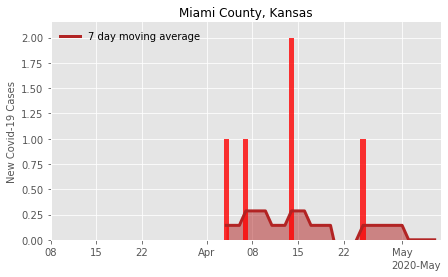 Miami County, Kansas
7 day moving average
New Covid-19 Cases
2.00
1.75
1.50
1.25
1.00
0.75
0.50
0.25
0.00
08 15 22 Apr 08 15 22 May
2020-May